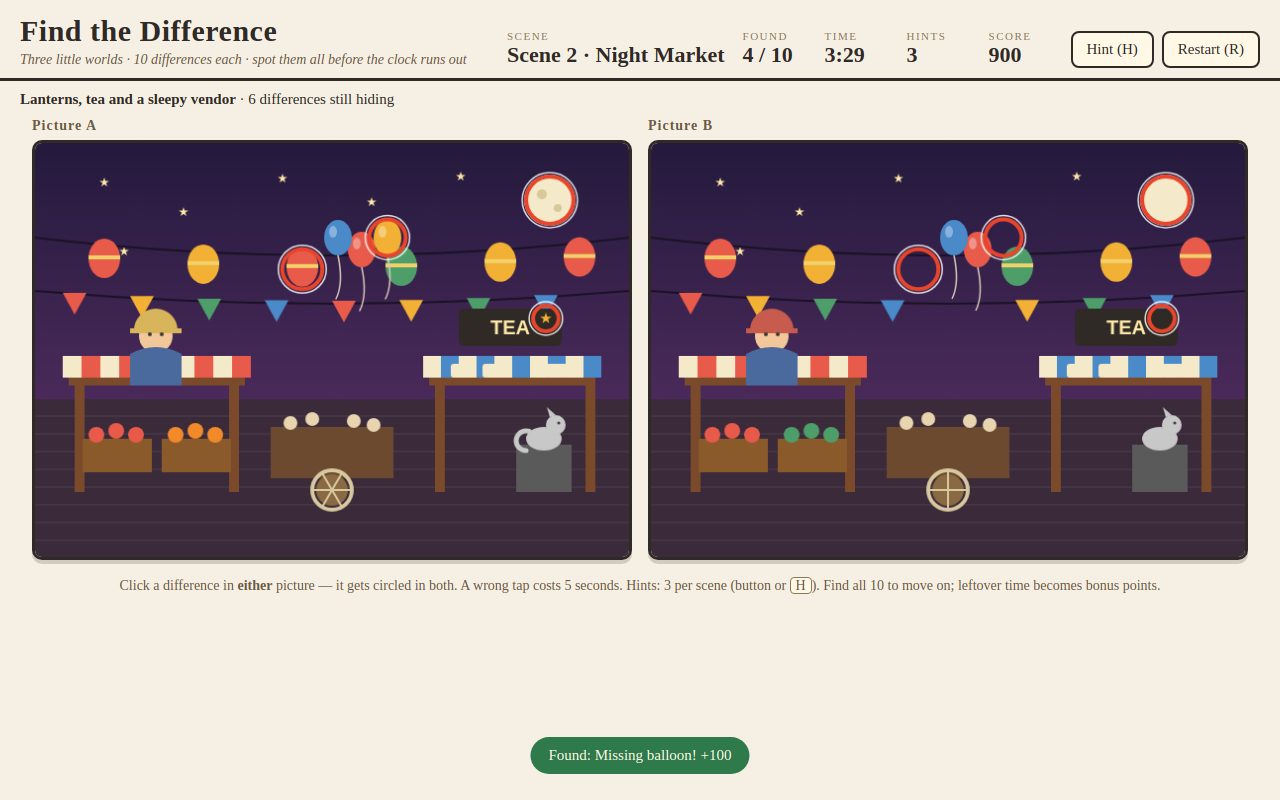 Find the Difference
Three little worlds · 10 differences each · spot them all before the clock runs out
SCENE
Scene 2 · Night Market
FOUND
4 / 10
TIME
3:29
HINTS
3
SCORE
900
Hint (H)
Restart (R)
Lanterns, tea and a sleepy vendor · 6 differences still hiding
Picture A
Picture B
TEA
TEA
Click a difference in either picture — it gets circled in both. A wrong tap costs 5 seconds. Hints: 3 per scene (button or H). Find all 10 to move on; leftover time becomes bonus points.
Found: Missing balloon! +100